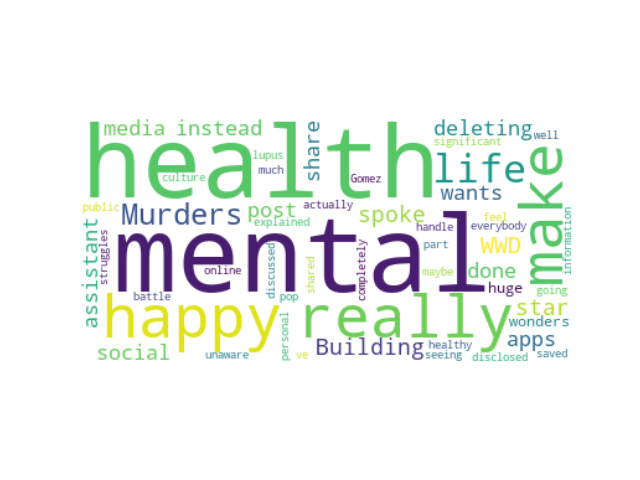 media instead
share
deleting
well
significant
health
lupus
much
Gomez
culture
life
make
wants
public
Murders
post
explained
actually
spoke
handle
feel
everybody
information
assistant
struggles
mental
online
discussed
shared
completely
part
maybe
WWD
done
huge
going
battle
pop
happy
really
star
wonders
personal
ve
social
unaware
Building
healthy
seeing
apps
disclosed
saved